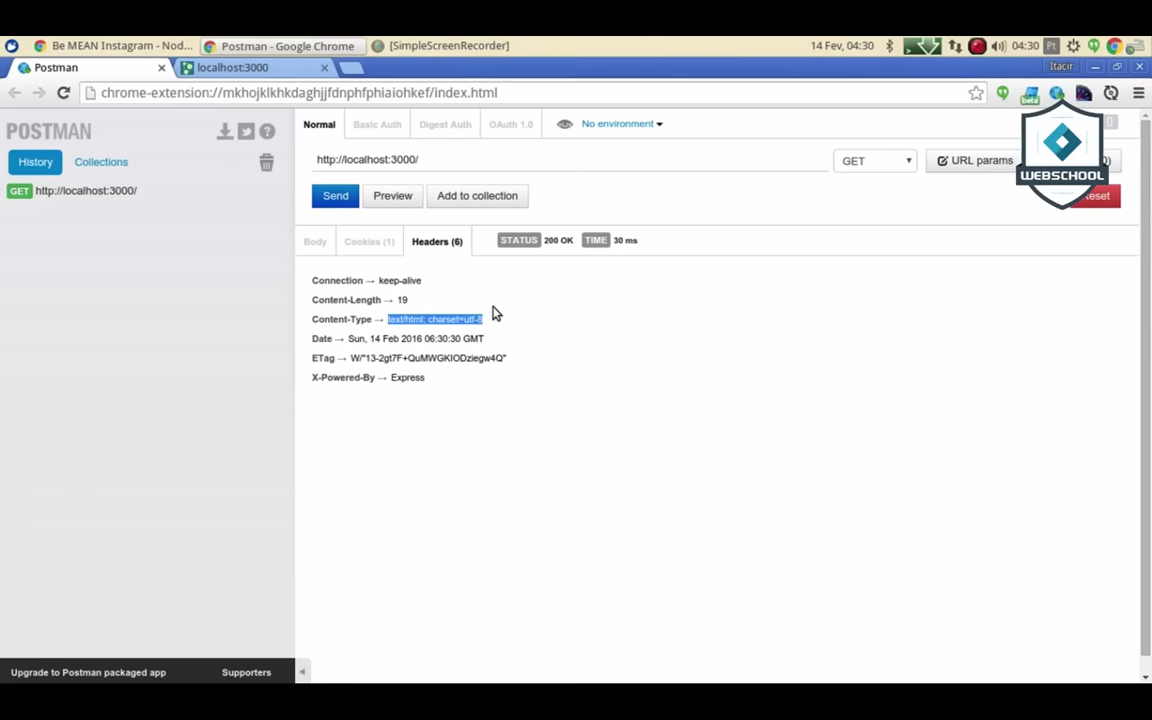 Be MEAN Instagram - Nod... Postman - Google Chrome [SimpleScreenRecorder] 14 Fev, 04:30 04:30 Pt
Postman localhost:3000 Itacir
chrome-extension://mkhojklkhkdaghjjfdnphfphiaiohkef/index.html
beta
POSTMAN
Normal Basic Auth Digest Auth OAuth 1.0 No environment 0
History Collections
http://localhost:3000/ GET URL params
WEBSCHOOL
GET http://localhost:3000/
Send Preview Add to collection Reset
Body Cookies (1) Headers (6) STATUS 200 OK TIME 30 ms
Connection → keep-alive
Content-Length → 19
Content-Type → text/html; charset=utf-8
Date → Sun, 14 Feb 2016 06:30:30 GMT
ETag → W/"13-2gt7F+QuMWGKIODziegw4Q"
X-Powered-By → Express
Upgrade to Postman packaged app Supporters